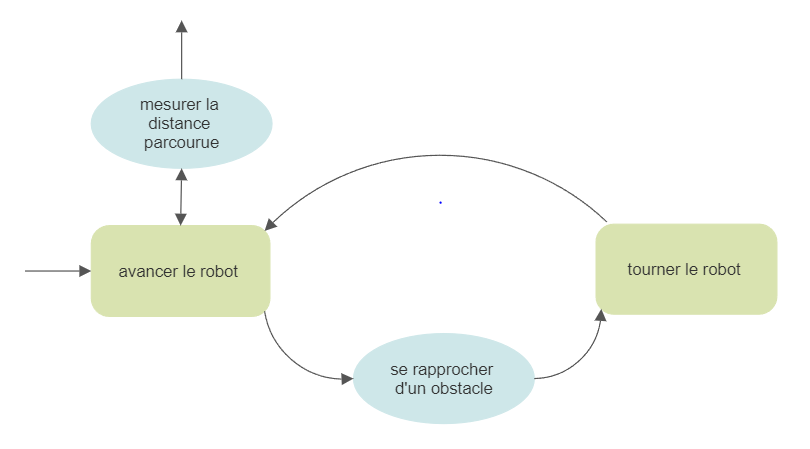 mesurer la
distance
parcourue
avancer le robot
tourner le robot
se rapprocher
d'un obstacle